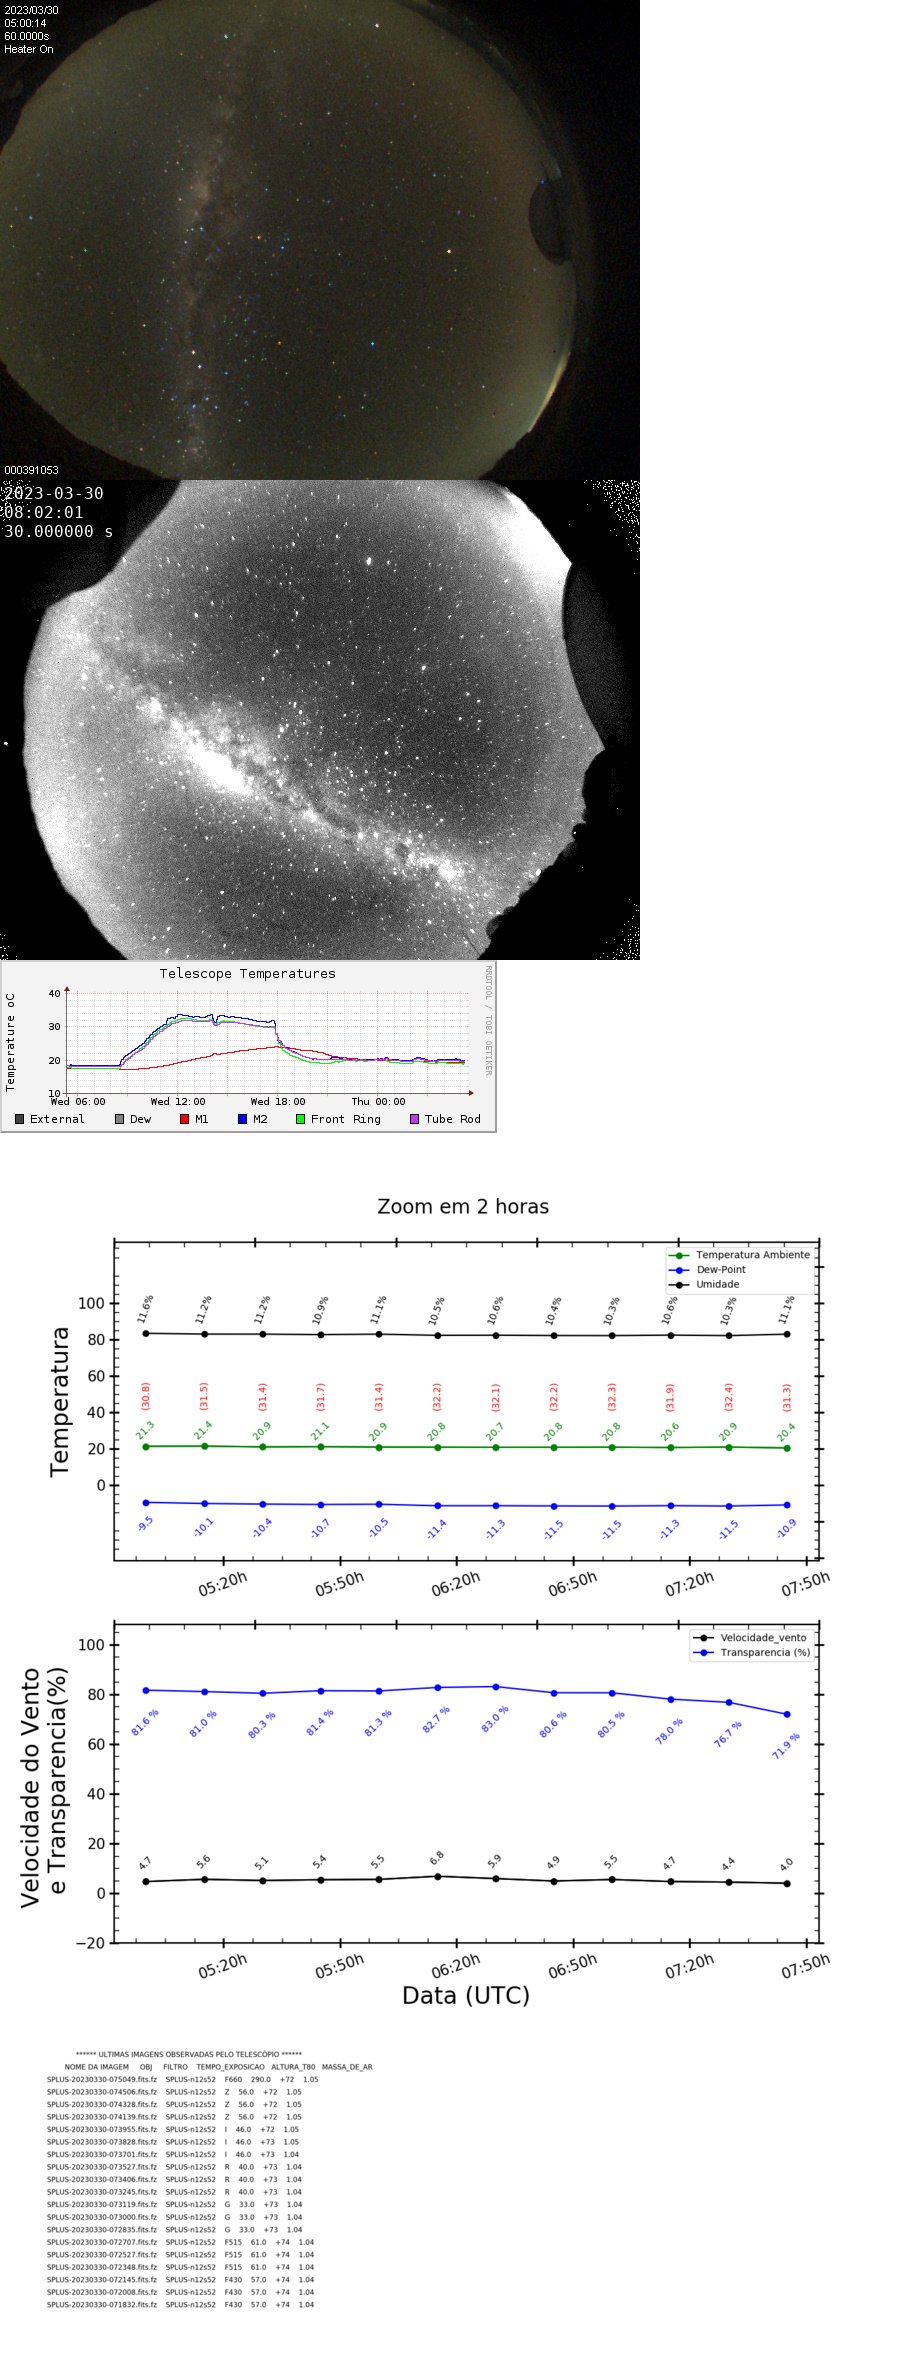 2023/03/30
05:00:14
60.0000s
Heater On
000391053
2023-03-30
08:02:01
30.000000 s
Telescope Temperatures
RRDTOOL / TOBI OETIKER
Temperature oC
40
30
20
10
Wed 06:00 Wed 12:00 Wed 18:00 Thu 00:00
External Dew M1 M2 Front Ring Tube Rod
Zoom em 2 horas
Temperatura Ambiente
Dew-Point
Umidade
Temperatura
100
80
60
40
20
0
11.6% 11.2% 11.2% 10.9% 11.1% 10.5% 10.6% 10.4% 10.3% 10.6% 10.3% 11.1%
(30.8) (31.5) (31.4) (31.7) (31.4) (32.2) (32.1) (32.2) (32.3) (31.9) (32.4) (31.3)
21.3 21.4 20.9 21.1 20.9 20.8 20.7 20.8 20.8 20.6 20.9 20.4
-9.5 -10.1 -10.4 -10.7 -10.5 -11.4 -11.3 -11.5 -11.5 -11.3 -11.5 -10.9
05:20h 05:50h 06:20h 06:50h 07:20h 07:50h
Velocidade_vento
Transparencia (%)
Velocidade do Vento
e Transparencia(%)
100
80
60
40
20
0
−20
81.6 % 81.0 % 80.3 % 81.4 % 81.3 % 82.7 % 83.0 % 80.6 % 80.5 % 78.0 % 76.7 % 71.9 %
4.7 5.6 5.1 5.4 5.5 6.8 5.9 4.9 5.5 4.7 4.4 4.0
05:20h 05:50h 06:20h 06:50h 07:20h 07:50h
Data (UTC)
****** ULTIMAS IMAGENS OBSERVADAS PELO TELESCÓPIO ******
NOME DA IMAGEM OBJ FILTRO TEMPO_EXPOSICAO ALTURA_T80 MASSA_DE_AR
SPLUS-20230330-075049.fits.fz SPLUS-n12s52 F660 290.0 +72 1.05
SPLUS-20230330-074506.fits.fz SPLUS-n12s52 Z 56.0 +72 1.05
SPLUS-20230330-074328.fits.fz SPLUS-n12s52 Z 56.0 +72 1.05
SPLUS-20230330-074139.fits.fz SPLUS-n12s52 Z 56.0 +72 1.05
SPLUS-20230330-073955.fits.fz SPLUS-n12s52 I 46.0 +72 1.05
SPLUS-20230330-073828.fits.fz SPLUS-n12s52 I 46.0 +73 1.05
SPLUS-20230330-073701.fits.fz SPLUS-n12s52 I 46.0 +73 1.04
SPLUS-20230330-073527.fits.fz SPLUS-n12s52 R 40.0 +73 1.04
SPLUS-20230330-073406.fits.fz SPLUS-n12s52 R 40.0 +73 1.04
SPLUS-20230330-073245.fits.fz SPLUS-n12s52 R 40.0 +73 1.04
SPLUS-20230330-073119.fits.fz SPLUS-n12s52 G 33.0 +73 1.04
SPLUS-20230330-073000.fits.fz SPLUS-n12s52 G 33.0 +73 1.04
SPLUS-20230330-072835.fits.fz SPLUS-n12s52 G 33.0 +73 1.04
SPLUS-20230330-072707.fits.fz SPLUS-n12s52 F515 61.0 +74 1.04
SPLUS-20230330-072527.fits.fz SPLUS-n12s52 F515 61.0 +74 1.04
SPLUS-20230330-072348.fits.fz SPLUS-n12s52 F515 61.0 +74 1.04
SPLUS-20230330-072145.fits.fz SPLUS-n12s52 F430 57.0 +74 1.04
SPLUS-20230330-072008.fits.fz SPLUS-n12s52 F430 57.0 +74 1.04
SPLUS-20230330-071832.fits.fz SPLUS-n12s52 F430 57.0 +74 1.04